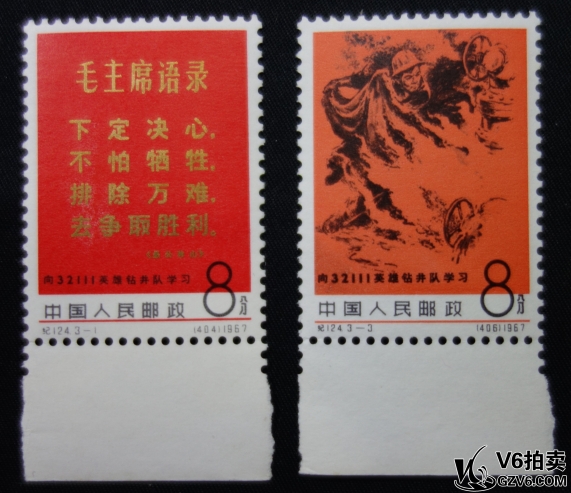 毛主席语录
下定决心,
不怕牺牲,
排除万难,
去争取胜利。
向32111英雄钻井队学习
8分
中国人民邮政
纪124.3-1
(404)1967
向32111英雄钻井队学习
8分
中国人民邮政
纪124.3-3
(406)1967
V6拍卖
GZV6.COM